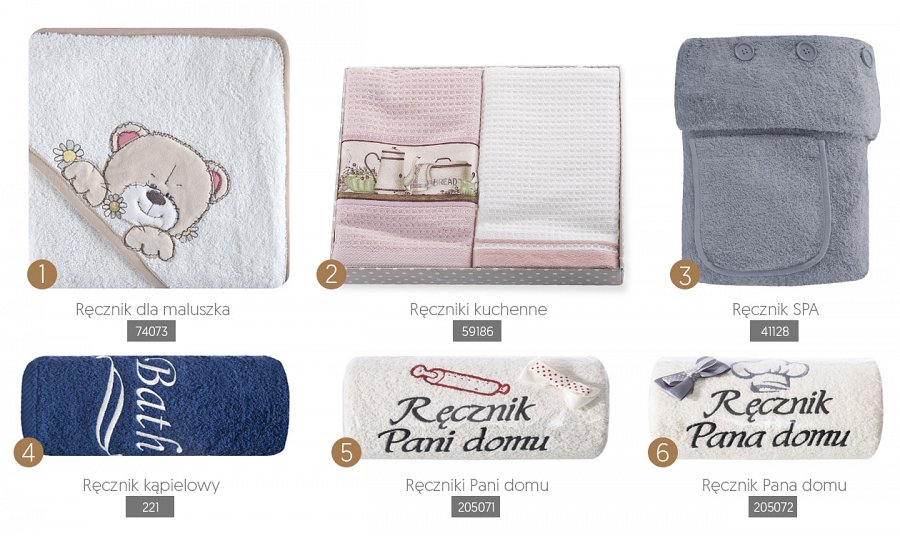 BREAD
1
2
3
Ręcznik dla maluszka
Ręczniki kuchenne
Ręcznik SPA
74073
59186
41128
Bath
Ręcznik
Pani domu
Ręcznik
Pana domu
4
5
6
Ręcznik kąpielowy
Ręczniki Pani domu
Ręcznik Pana domu
221
205071
205072